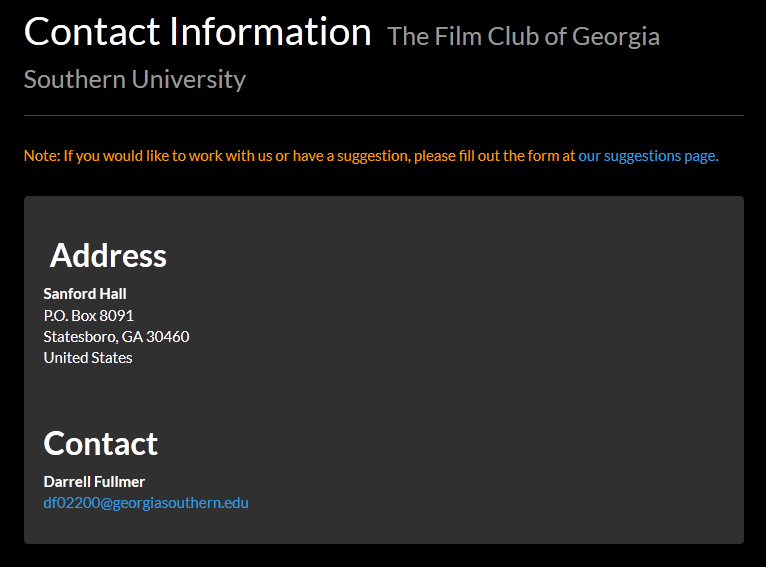 Contact Information The Film Club of Georgia
Southern University
Note: If you would like to work with us or have a suggestion, please fill out the form at our suggestions page.
Address
Sanford Hall
P.O. Box 8091
Statesboro, GA 30460
United States
Contact
Darrell Fullmer
df02200@georgiasouthern.edu